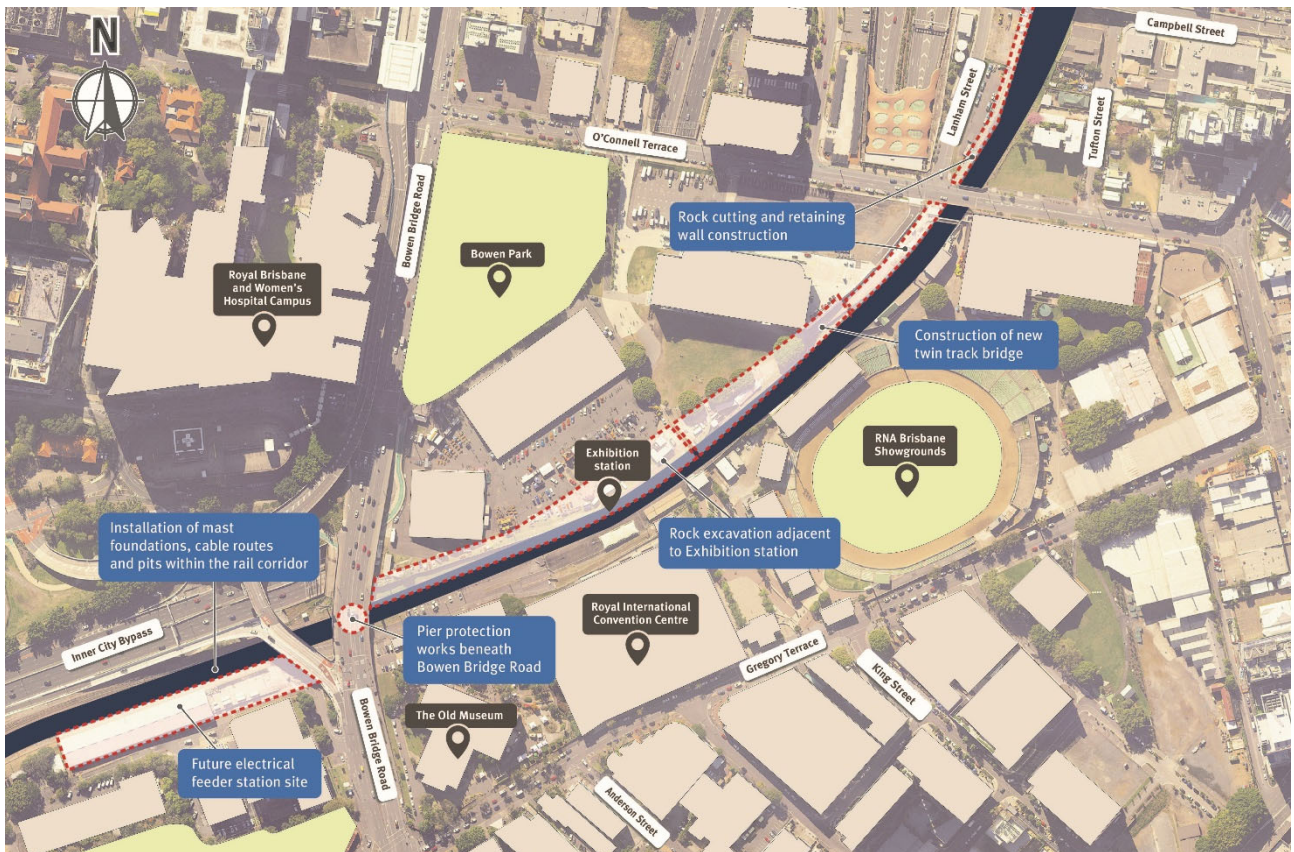 N
Campbell Street
Lanham Street
Tufton Street
O'Connell Terrace
Bowen Bridge Road
Rock cutting and retaining
wall construction
Bowen Park
Royal Brisbane
and Women's
Hospital Campus
Construction of new
twin track bridge
RNA Brisbane
Showgrounds
Exhibition
station
Installation of mast
foundations, cable routes
and pits within the rail corridor
Rock excavation adjacent
to Exhibition station
Royal International
Convention Centre
Inner City Bypass
Pier protection
works beneath
Bowen Bridge Road
Gregory Terrace
King Street
The Old Museum
Bowen Bridge Road
Future electrical
feeder station site
Anderson Street